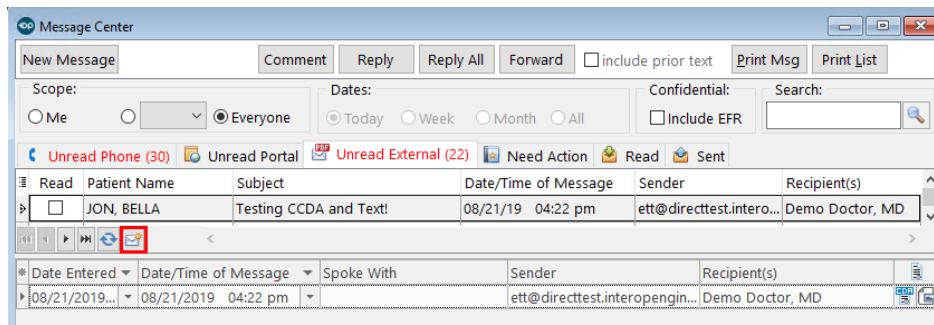 Message Center
New Message Comment Reply Reply All Forward include prior text Print Msg Print List
Scope: Dates: Confidential: Search:
Me Everyone Today Week Month All Include EFR
Unread Phone (30) Unread Portal Unread External (22) Need Action Read Sent
Read Patient Name Subject Date/Time of Message Sender Recipient(s)
JON, BELLA Testing CCDA and Text! 08/21/19 04:22 pm ett@directtest.intero... Demo Doctor, MD
Date Entered Date/Time of Message Spoke With Sender Recipient(s)
08/21/2019... 08/21/2019 04:22 pm ett@directtest.interopengin... Demo Doctor, MD